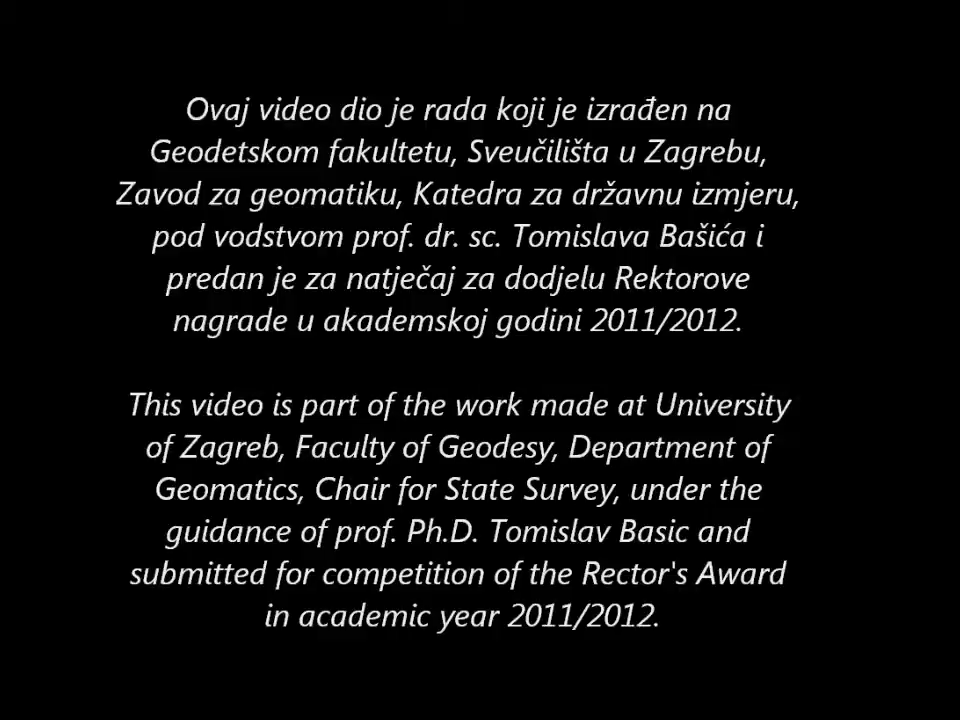 Ovaj video dio je rada koji je izrađen na
Geodetskom fakultetu, Sveučilišta u Zagrebu,
Zavod za geomatiku, Katedra za državnu izmjeru,
pod vodstvom prof. dr. sc. Tomislava Bašića i
predan je za natječaj za dodjelu Rektorove
nagrade u akademskoj godini 2011/2012.
This video is part of the work made at University
of Zagreb, Faculty of Geodesy, Department of
Geomatics, Chair for State Survey, under the
guidance of prof. Ph.D. Tomislav Basic and
submitted for competition of the Rector's Award
in academic year 2011/2012.